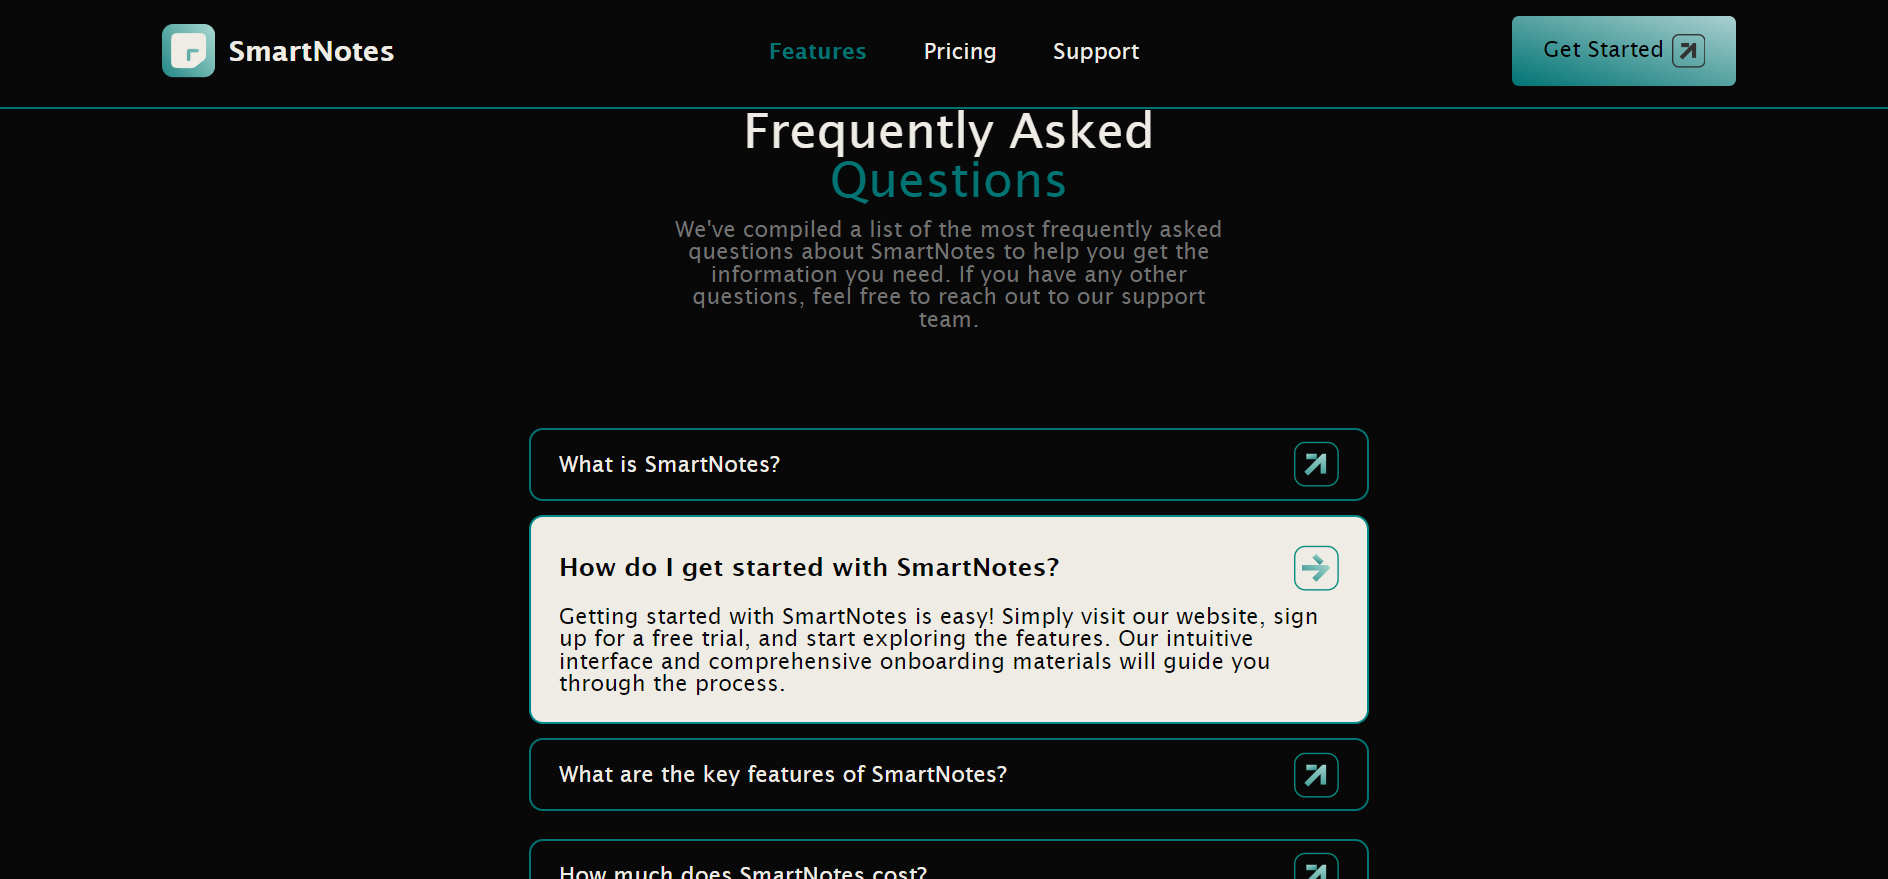 SmartNotes
Features
Pricing
Support
Get Started
Frequently Asked
Questions
We've compiled a list of the most frequently asked
questions about SmartNotes to help you get the
information you need. If you have any other
questions, feel free to reach out to our support
team.
What is SmartNotes?
How do I get started with SmartNotes?
Getting started with SmartNotes is easy! Simply visit our website, sign
up for a free trial, and start exploring the features. Our intuitive
interface and comprehensive onboarding materials will guide you
through the process.
What are the key features of SmartNotes?
How much does SmartNotes cost?